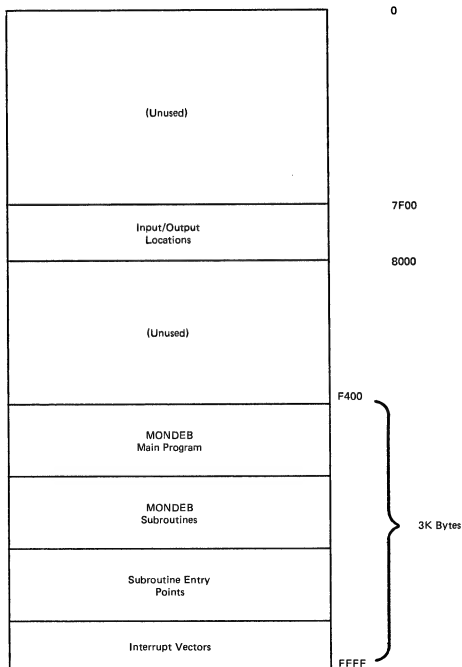 0
(Unused)
7F00
Input/Output
Locations
8000
(Unused)
F400
MONDEB
Main Program
MONDEB
Subroutines
3K Bytes
Subroutine Entry
Points
Interrupt Vectors
FFFF